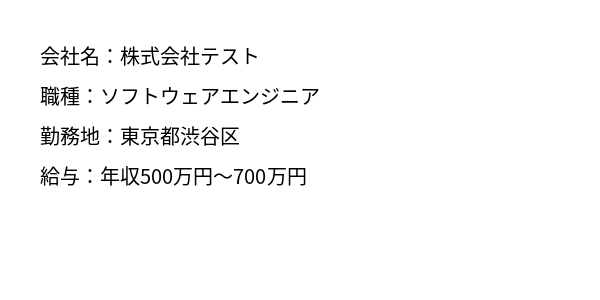 会社名：株式会社テスト
職種：ソフトウェアエンジニア
勤務地：東京都渋谷区
給与：年収500万円～700万円